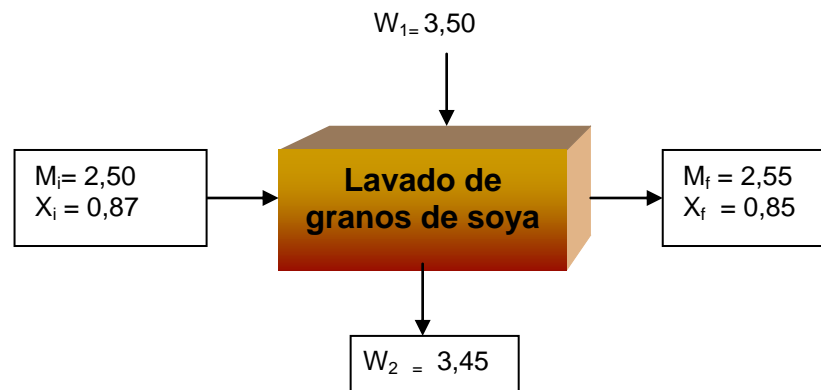 W1= 3,50
Mi= 2,50
Xi = 0,87
Lavado de
granos de soya
Mf = 2,55
Xf = 0,85
W2 = 3,45